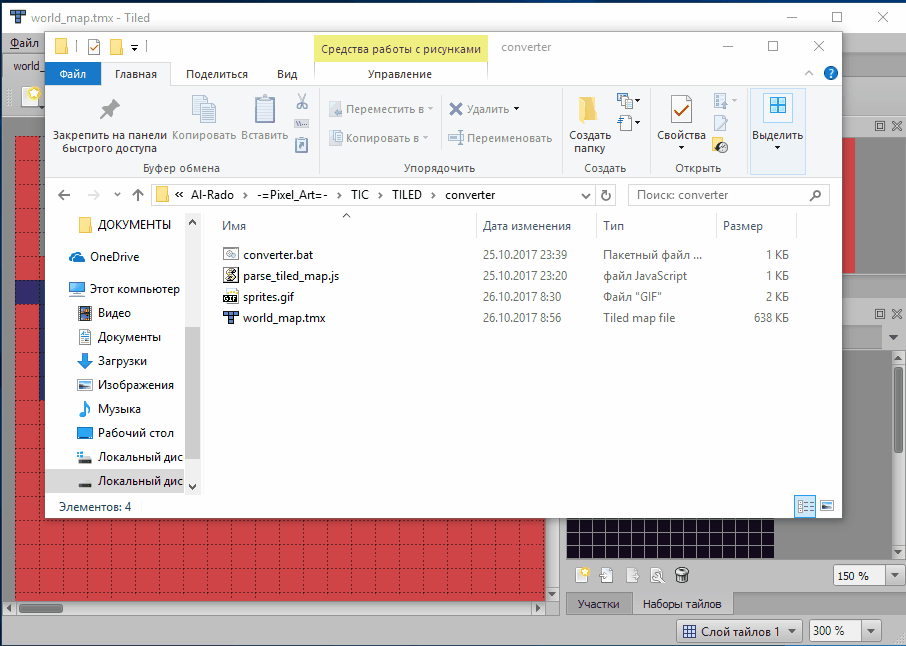 world_map.tmx - Tiled
Файл
world_
Средства работы с рисунками
converter
Файл
Главная
Поделиться
Вид
Управление
Закрепить на панели
быстрого доступа
Копировать
Вставить
Переместить в
Копировать в
Удалить
Переименовать
Создать
папку
Свойства
Выделить
Буфер обмена
Упорядочить
Создать
Открыть
« Al-Rado › -=Pixel_Art=- › TIC › TILED › converter
Поиск: converter
Имя
Дата изменения
Тип
Размер
converter.bat 25.10.2017 23:39 Пакетный файл ... 1 КБ
parse_tiled_map.js 25.10.2017 23:20 файл JavaScript 1 КБ
sprites.gif 26.10.2017 8:30 Файл "GIF" 2 КБ
world_map.tmx 26.10.2017 8:56 Tiled map file 638 КБ
ДОКУМЕНТЫ
OneDrive
Этот компьютер
Видео
Документы
Загрузки
Изображения
Музыка
Рабочий стол
Локальный дис
Локальный дис
Элементов: 4
150 %
Участки
Наборы тайлов
Слой тайлов 1
300 %